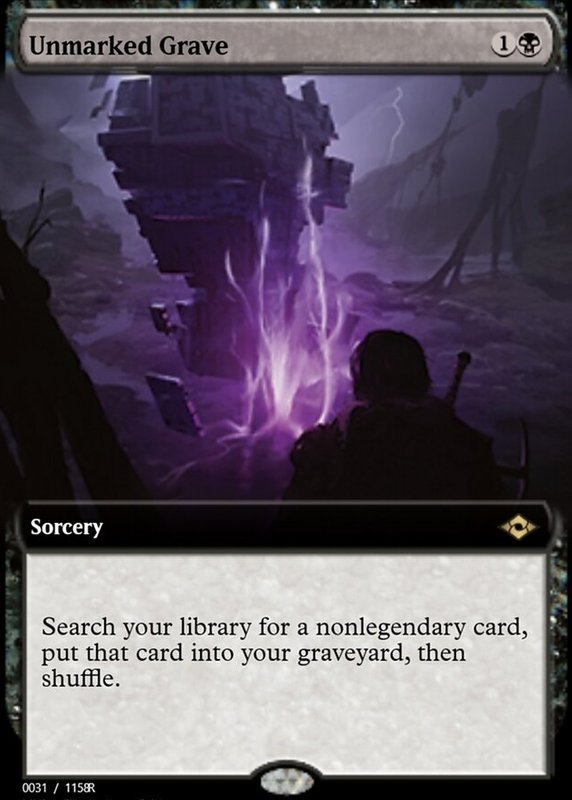 Unmarked Grave 1
Sorcery
Search your library for a nonlegendary card,
put that card into your graveyard, then
shuffle.
0031 / 1158R